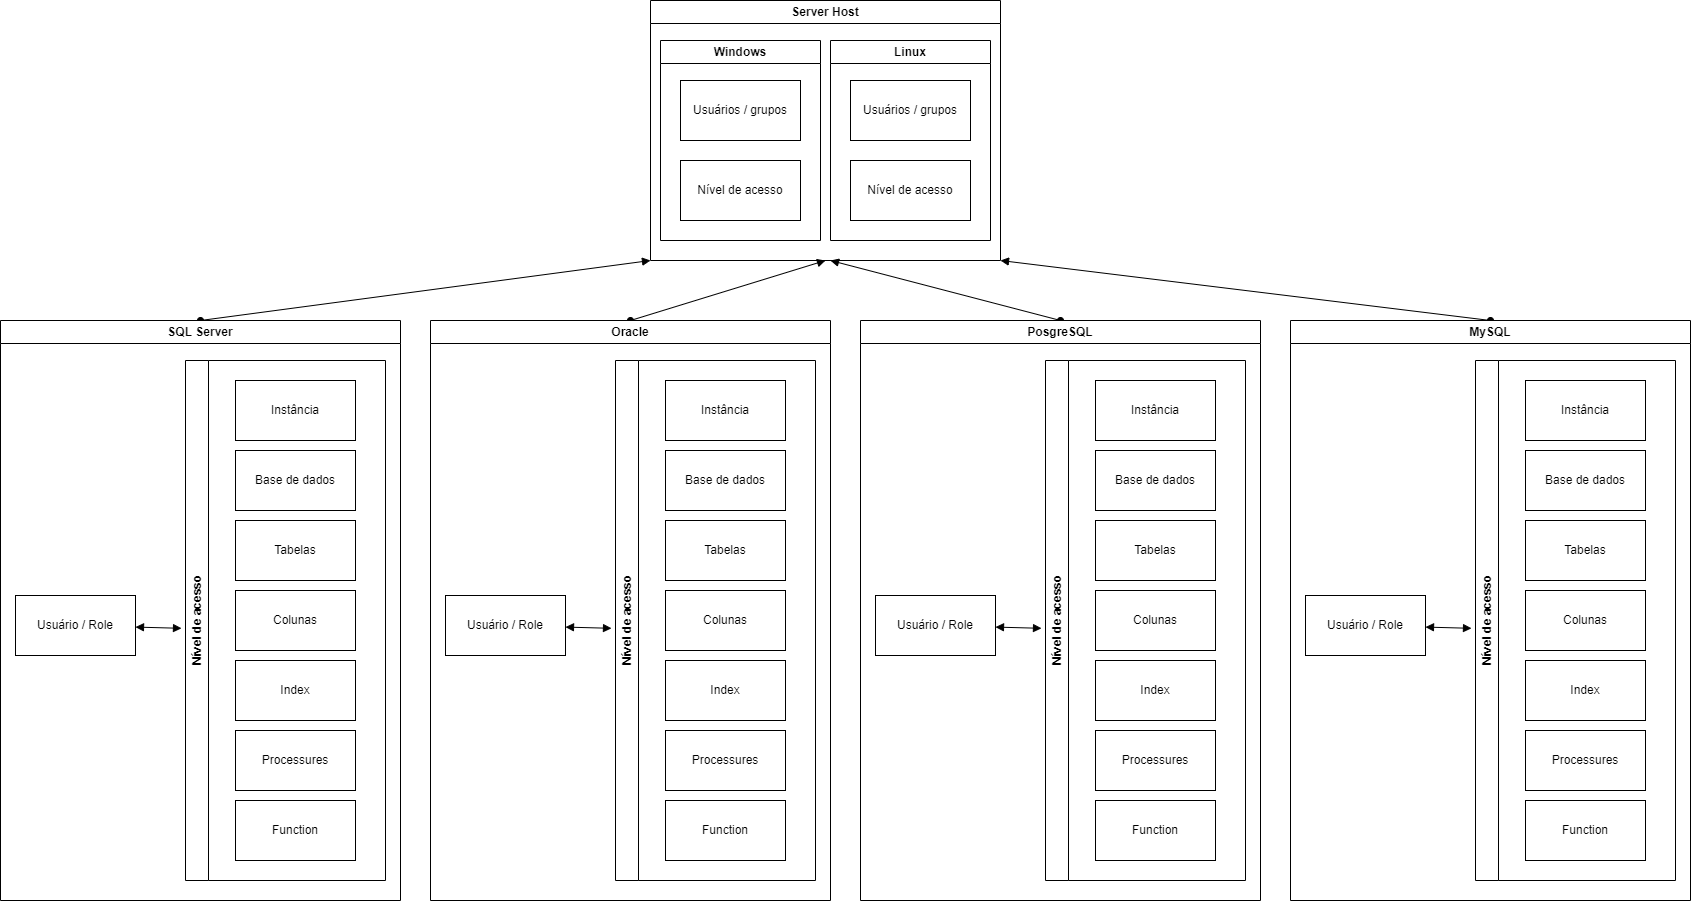 Server Host
Windows
Linux
Usuários / grupos
Usuários / grupos
Nível de acesso
Nível de acesso
SQL Server
Nível de acesso
Instância
Base de dados
Tabelas
Colunas
Index
Processures
Function
Usuário / Role
Oracle
Nível de acesso
Instância
Base de dados
Tabelas
Colunas
Index
Processures
Function
Usuário / Role
PosgreSQL
Nível de acesso
Instância
Base de dados
Tabelas
Colunas
Index
Processures
Function
Usuário / Role
MySQL
Nível de acesso
Instância
Base de dados
Tabelas
Colunas
Index
Processures
Function
Usuário / Role